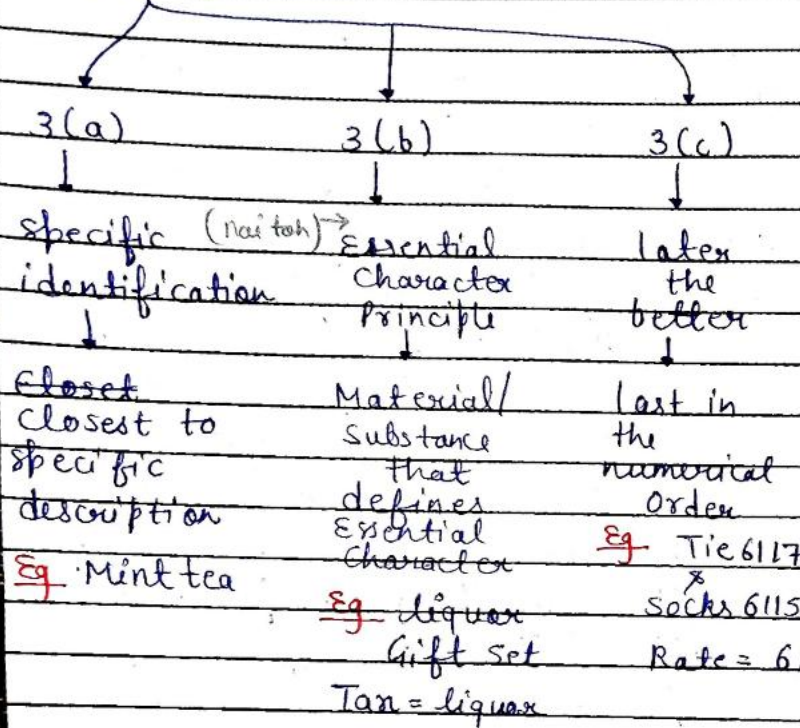 3(a)
specific
identification
Closet
closest to
specific
description
Eg. Mint tea
(nai toh) →
3(b)
Essential
Character
Principle
Material/
Substance
that
defines
Essential
Character
Eg liquor
Gift Set
Tax = liquor
3(c)
later
the
better
last in
the
numerical
order
Eg Tie 6117
&
Socks 6115
Rate = 6